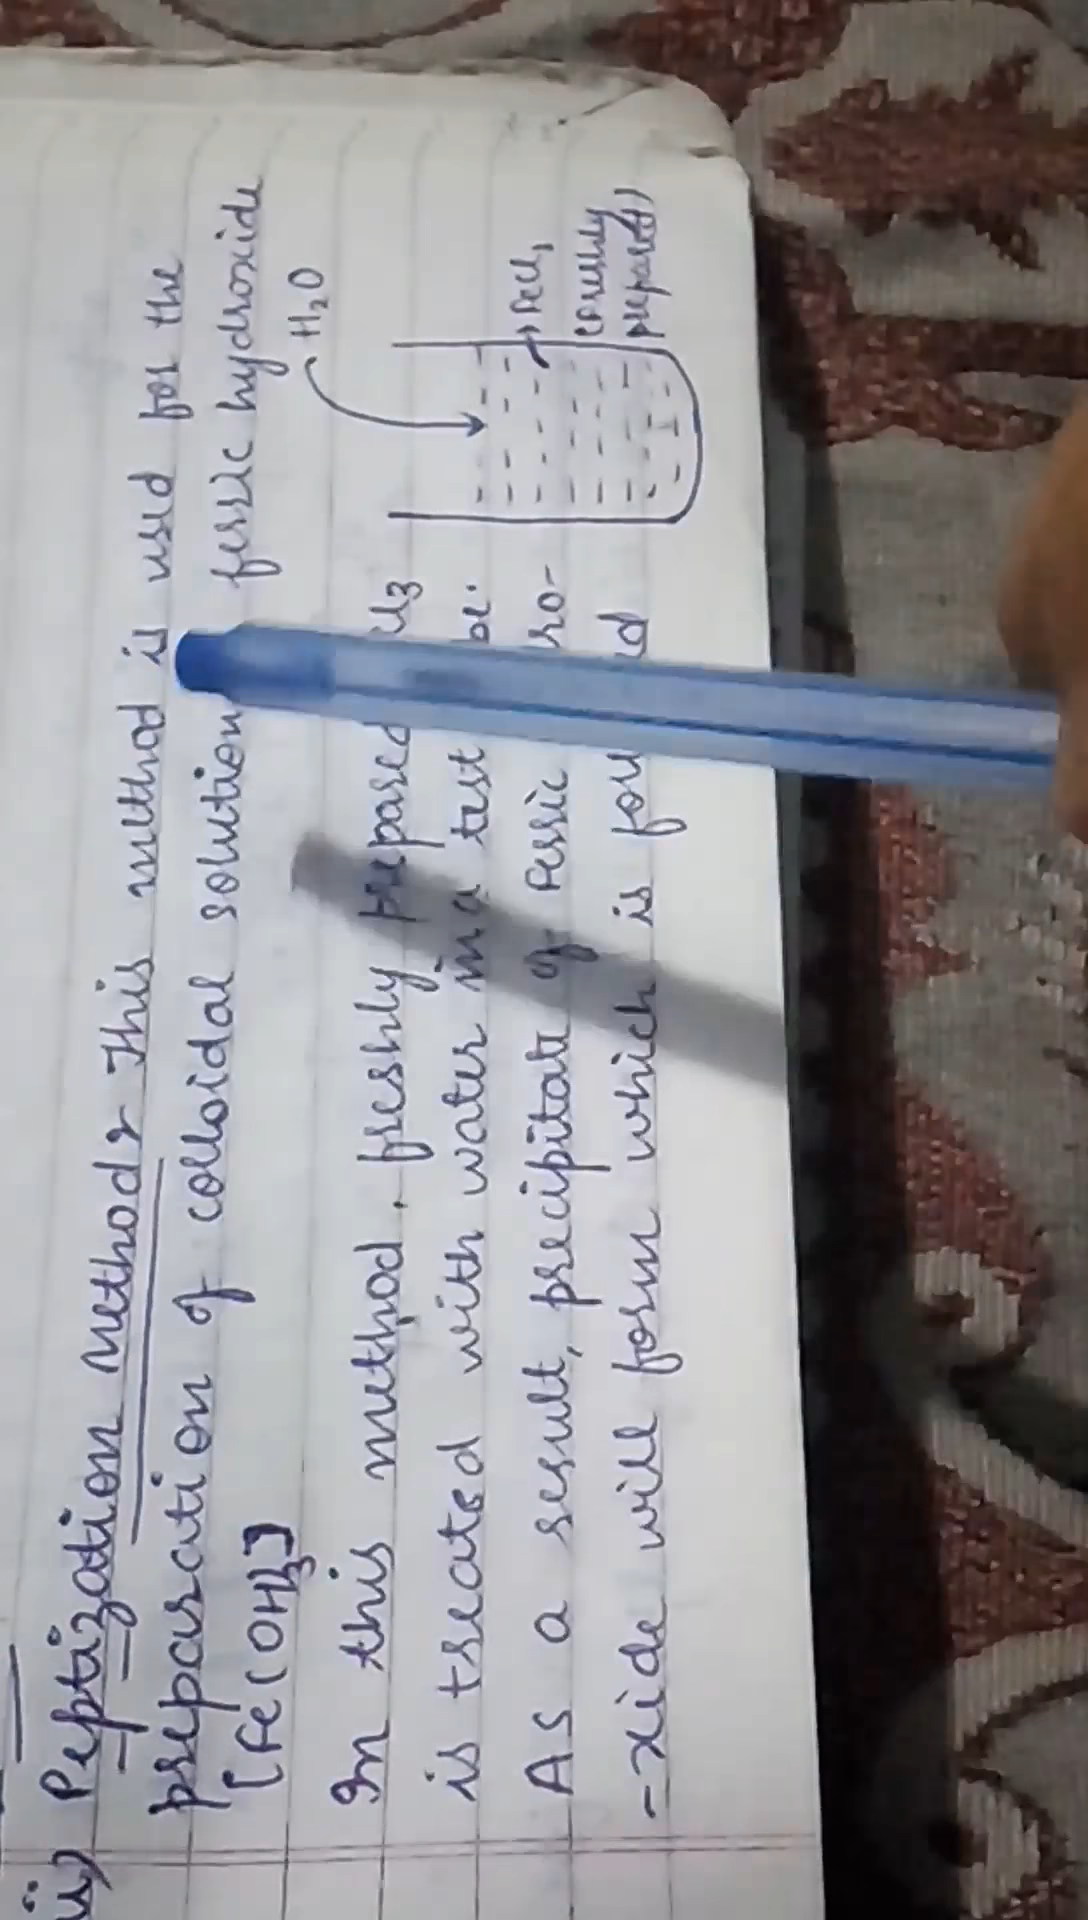 ii) Peptization Method :- This method is used for the
preparation of colloidal solution ferric hydroxide
[Fe(OH)3]
H2O
In this method, freshly prepared Cl3
is treated with water in a test be.
As a result, precipitate of Ferric
-xide will form which is
FeCl3
(freshly
prepared)